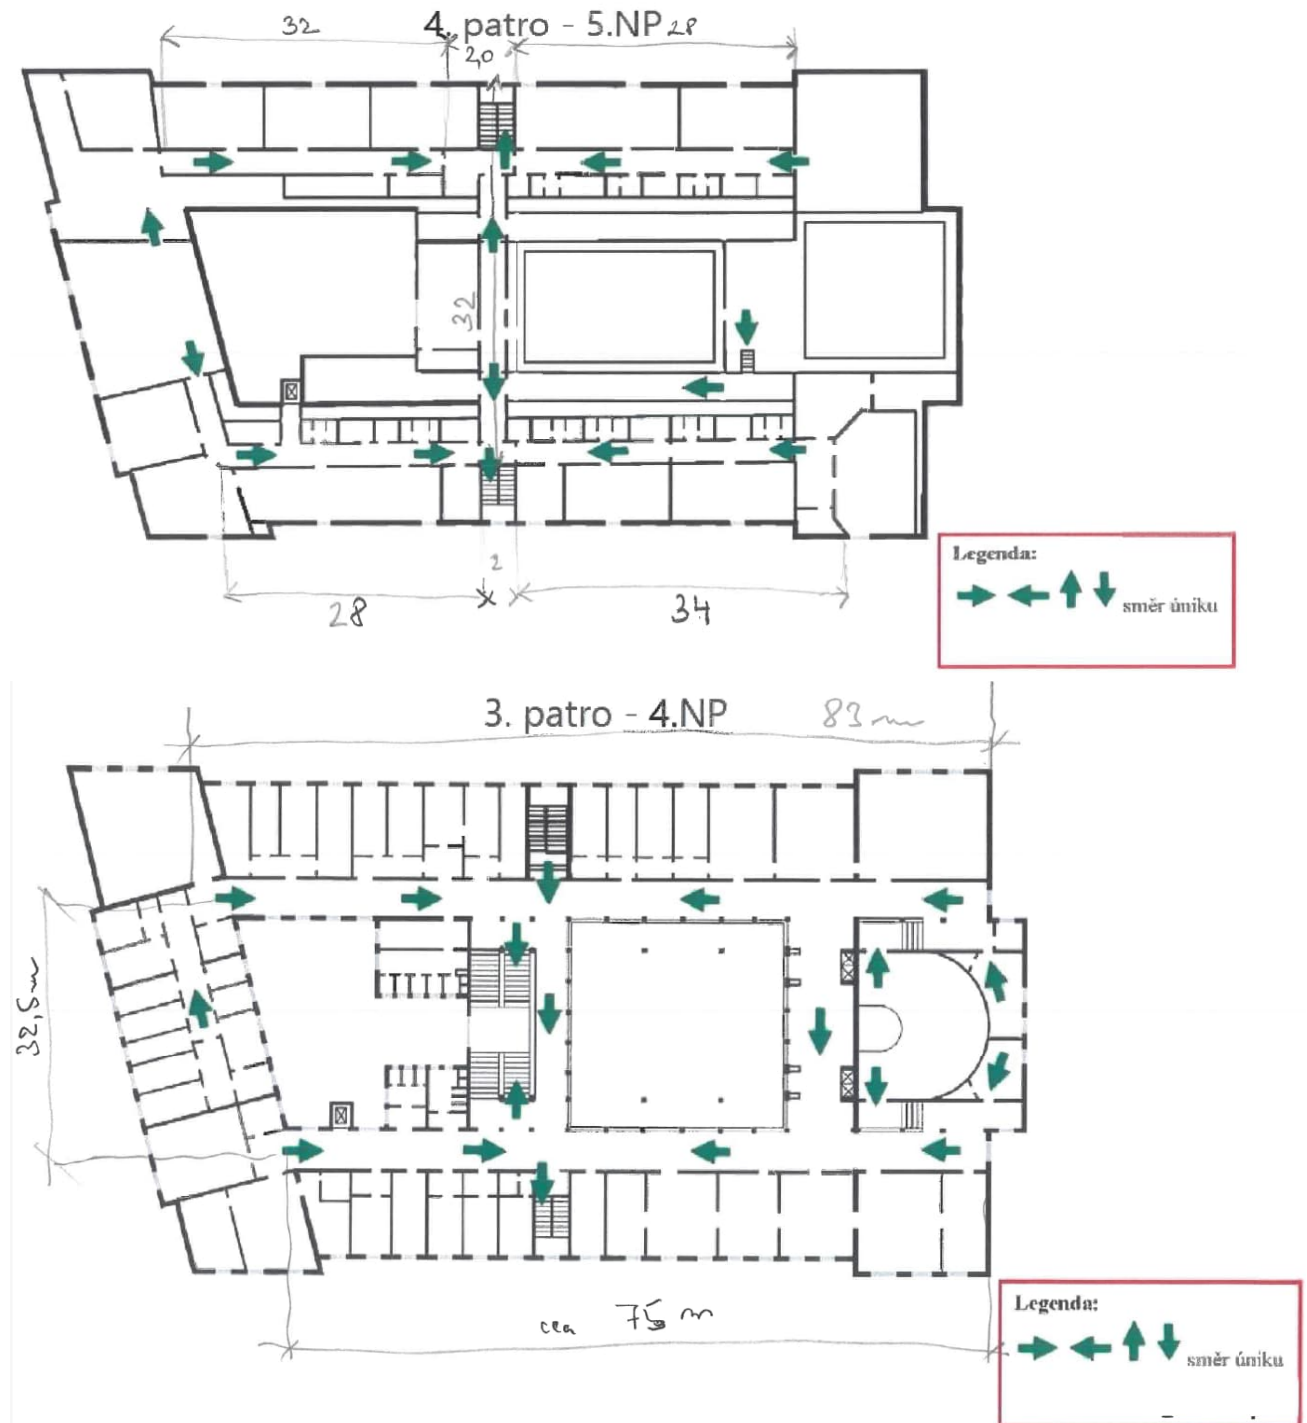 32
4. patro - 5.NP
28
2,0
32
2
28
34
Legenda:
směr úniku
3. patro - 4.NP
83 m
32,5m
cca 75 m
Legenda:
směr úniku